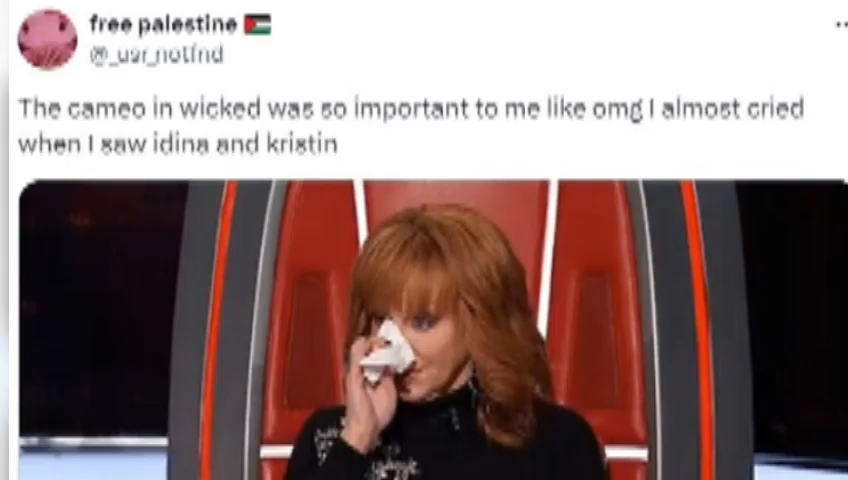 free palestine 🇵🇸
@_usr_notfnd
The cameo in wicked was so important to me like omg I almost cried
when I saw idina and kristin